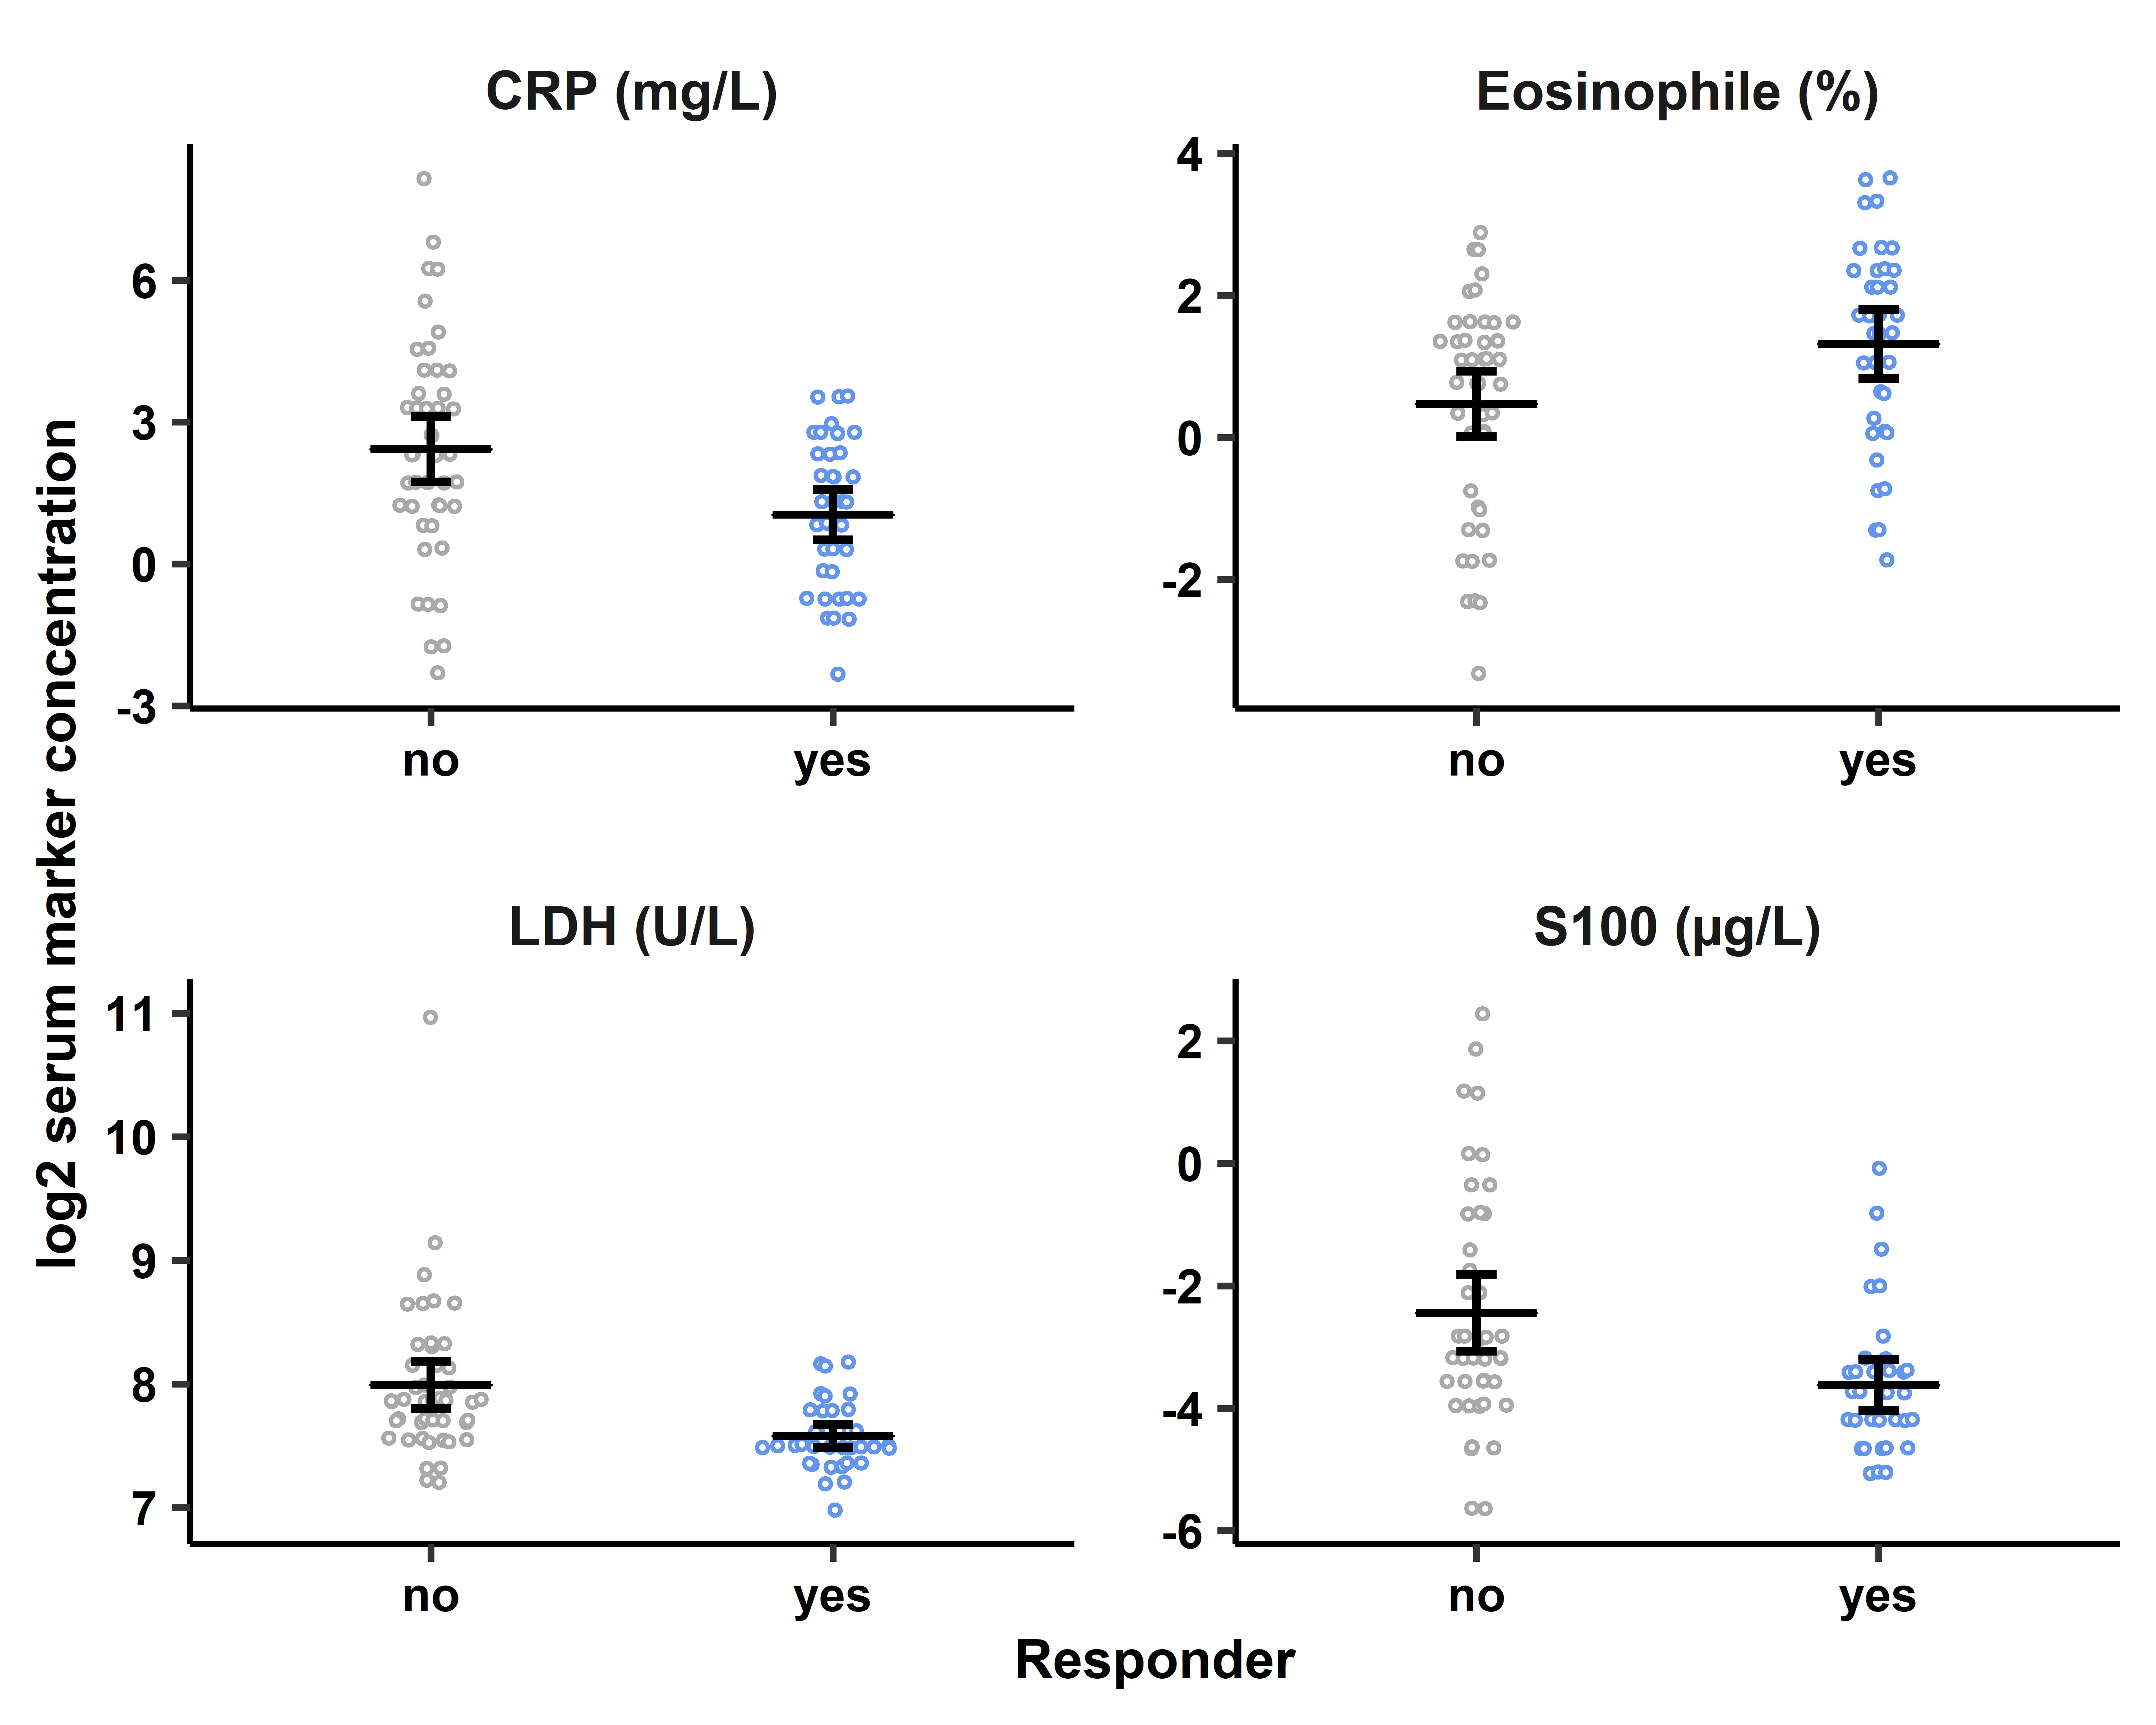 log2 serum marker concentration
CRP (mg/L)
6
3
0
-3
no yes
Eosinophile (%)
4
2
0
-2
no yes
LDH (U/L)
11
10
9
8
7
no yes
S100 (µg/L)
2
0
-2
-4
-6
no yes
Responder